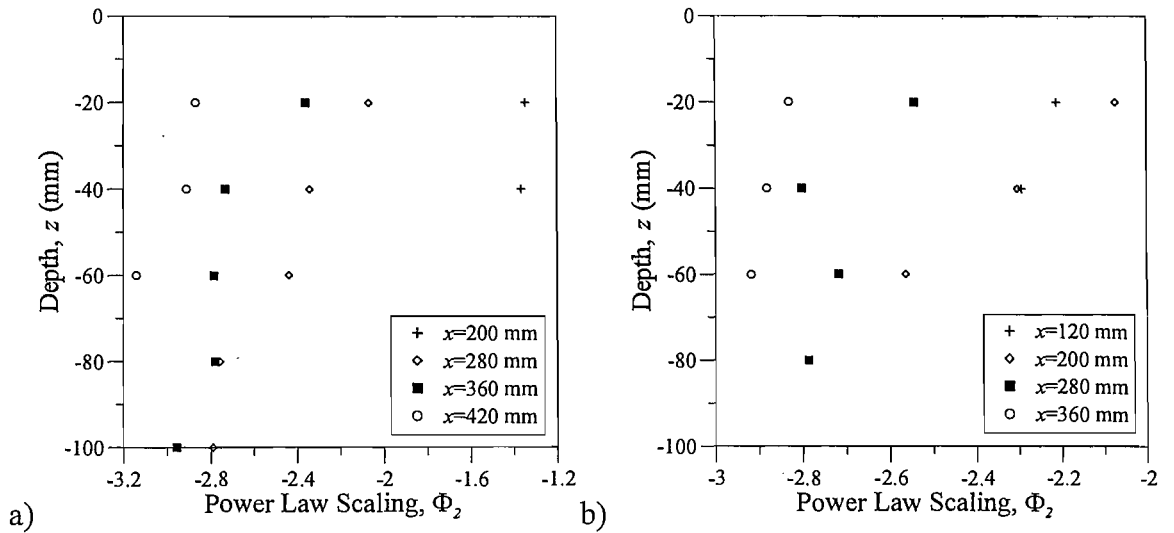 0
-20
-40
-60
-80
-100
Depth, z (mm)
-3.2 -2.8 -2.4 -2 -1.6 -1.2
Power Law Scaling, Φ2
x=200 mm
x=280 mm
x=360 mm
x=420 mm
a)
0
-20
-40
-60
-80
-100
Depth, z (mm)
-3 -2.8 -2.6 -2.4 -2.2 -2
Power Law Scaling, Φ2
x=120 mm
x=200 mm
x=280 mm
x=360 mm
b)